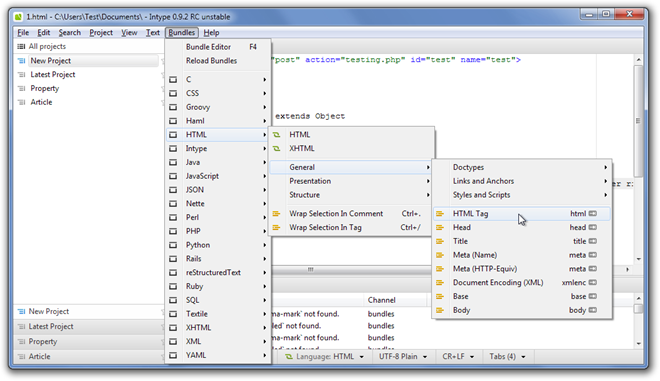 1.html - C:\Users\Test\Documents\ - Intype 0.9.2 RC unstable
File Edit Search Project View Text Bundles Help
All projects
New Project
Latest Project
Property
Article
Bundle Editor F4
Reload Bundles
C
CSS
Groovy
Haml
HTML
Intype
Java
JavaScript
JSON
Nette
Perl
PHP
Python
Rails
reStructuredText
Ruby
SQL
Textile
XHTML
XML
YAML
"post" action="testing.php" id="test" name="test">
extends Object
HTML
XHTML
General
Presentation
Structure
Wrap Selection In Comment Ctrl+.
Wrap Selection In Tag Ctrl+/
Doctypes
Links and Anchors
Styles and Scripts
HTML Tag html
Head head
Title title
Meta (Name) meta
Meta (HTTP-Equiv) meta
Document Encoding (XML) xmlenc
Base base
Body body
Channel
ma-mark` not found. bundles
led` not found. bundles
ma-mark` not found. bundles
bundles
New Project
Latest Project
Property
Article
Language: HTML UTF-8 Plain CR+LF Tabs (4)